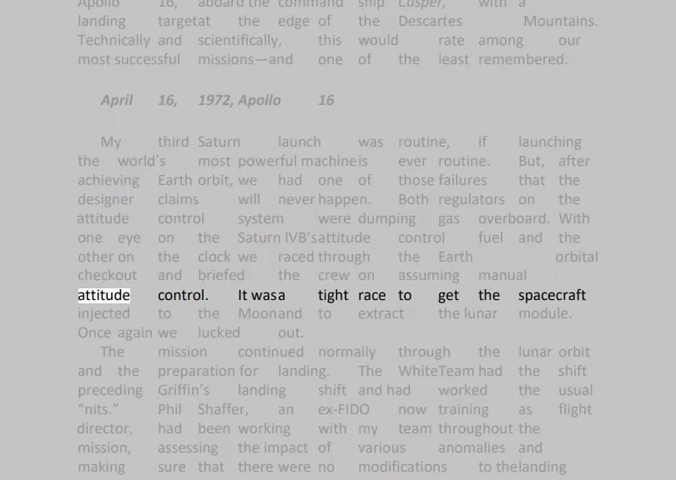 Apollo 16, aboard the command ship Casper, with a
landing targetat the edge of the Descartes Mountains.
Technically and scientifically, this would rate among our
most successful missions—and one of the least remembered.
April 16, 1972, Apollo 16
My third Saturn launch was routine, if launching
the world's most powerful machineis ever routine. But, after
achieving Earth orbit, we had one of those failures that the
designer claims will never happen. Both regulators on the
attitude control system were dumping gas overboard. With
one eye on the Saturn IVB'sattitude control fuel and the
other on the clock we raced through the Earth orbital
checkout and briefed the crew on assuming manual
attitude control. It wasa tight race to get the spacecraft
injected to the Moonand to extract the lunar module.
Once again we lucked out.
The mission continued normally through the lunar orbit
and the preparation for landing. The WhiteTeam had the shift
preceding Griffin's landing shift and had worked the usual
"nits." Phil Shaffer, an ex-FIDO now training as flight
director, had been working with my team throughout the
mission, assessing the impact of various anomalies and
making sure that there were no modifications to thelanding